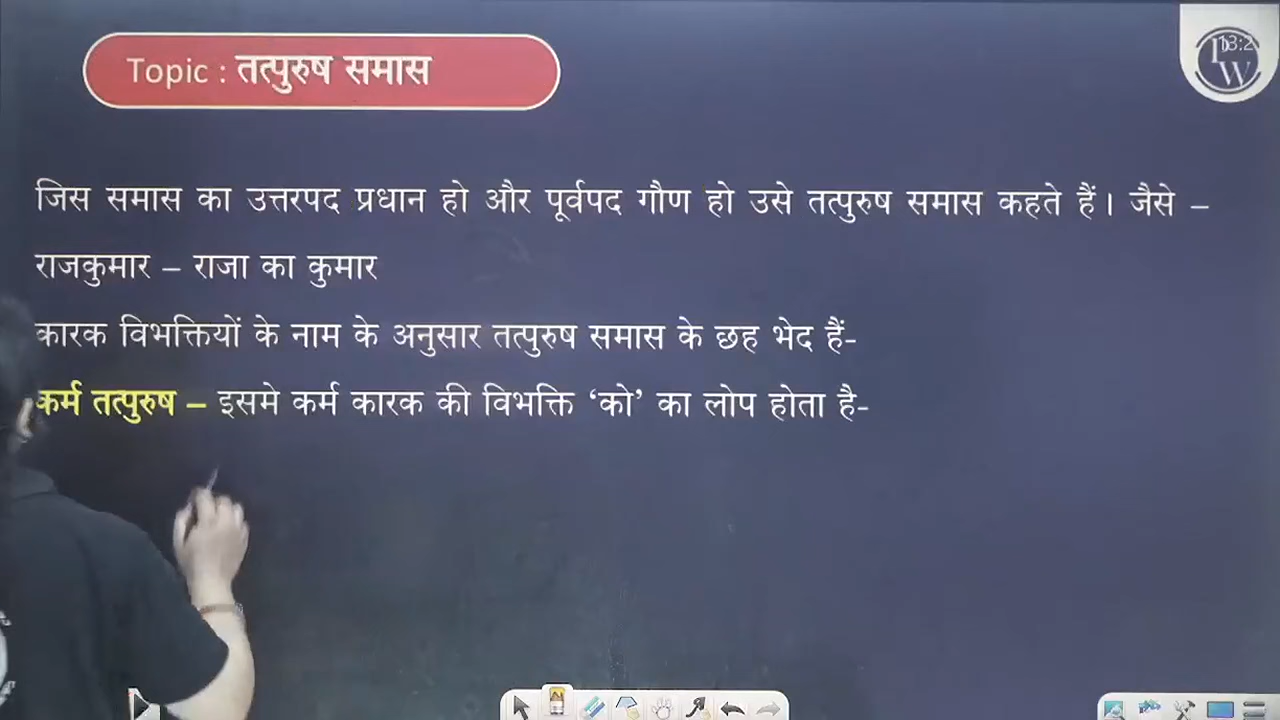 Topic : तत्पुरुष समास
जिस समास का उत्तरपद प्रधान हो और पूर्वपद गौण हो उसे तत्पुरुष समास कहते हैं। जैसे –
राजकुमार – राजा का कुमार
कारक विभक्तियों के नाम के अनुसार तत्पुरुष समास के छह भेद हैं-
कर्म तत्पुरुष – इसमे कर्म कारक की विभक्ति ‘को’ का लोप होता है-